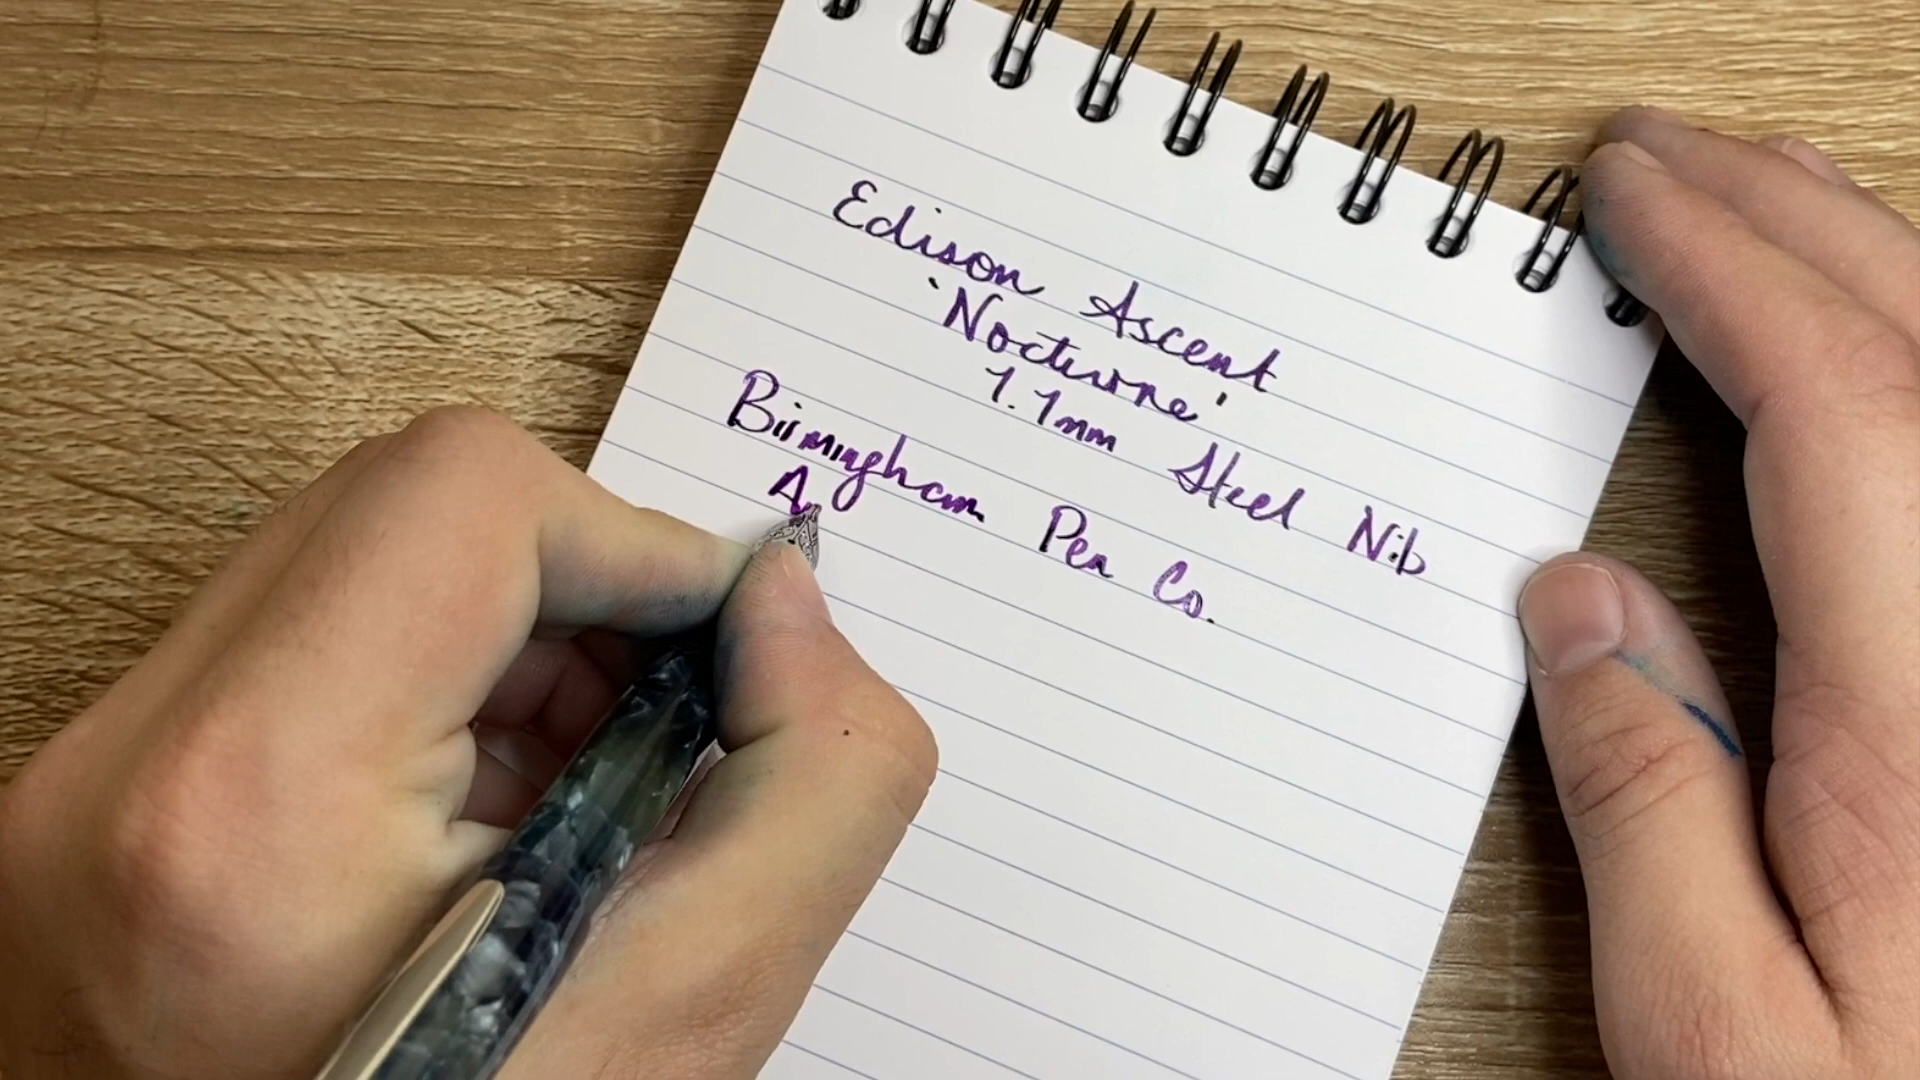 Edison Ascent
'Nocturne'
1.1mm Steel Nib
Birmingham Pen Co.
A